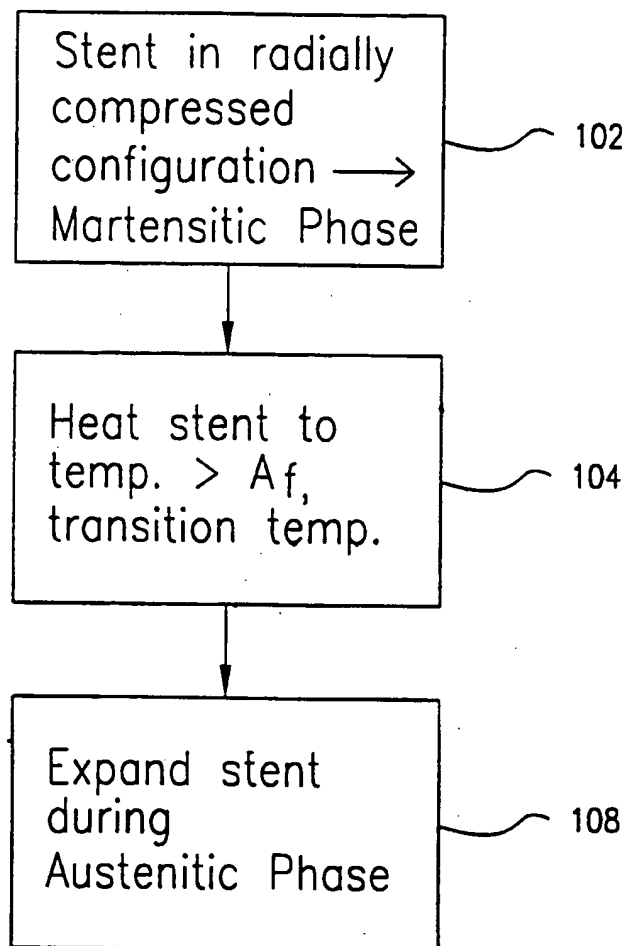 Stent in radially
compressed
configuration →
Martensitic Phase
102
Heat stent to
temp. > Af,
transition temp.
104
Expand stent
during
Austenitic Phase
108